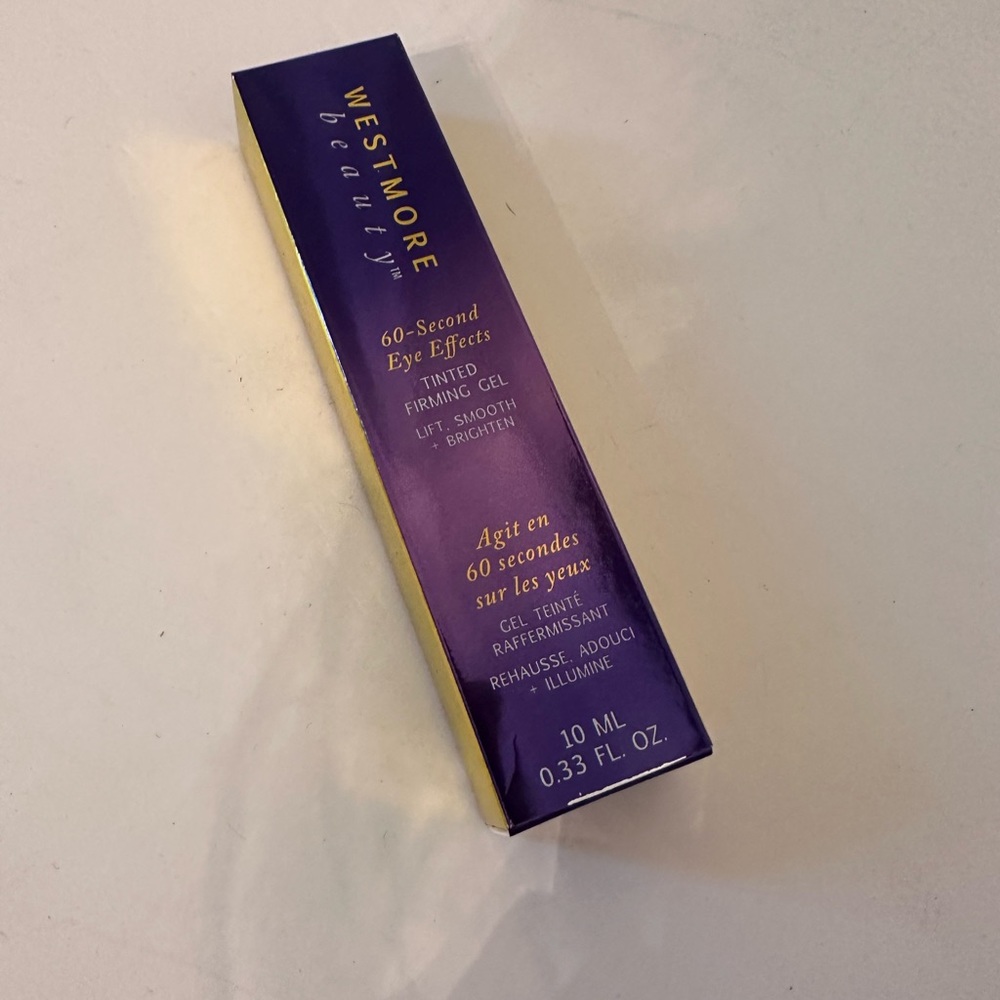 WESTMORE
beauty™
60-Second
Eye Effects
TINTED
FIRMING GEL
LIFT, SMOOTH
+ BRIGHTEN
Agit en
60 secondes
sur les yeux
GEL TEINTÉ
RAFFERMISSANT
REHAUSSE, ADOUCI
+ ILLUMINE
10 ML
0.33 FL. OZ.